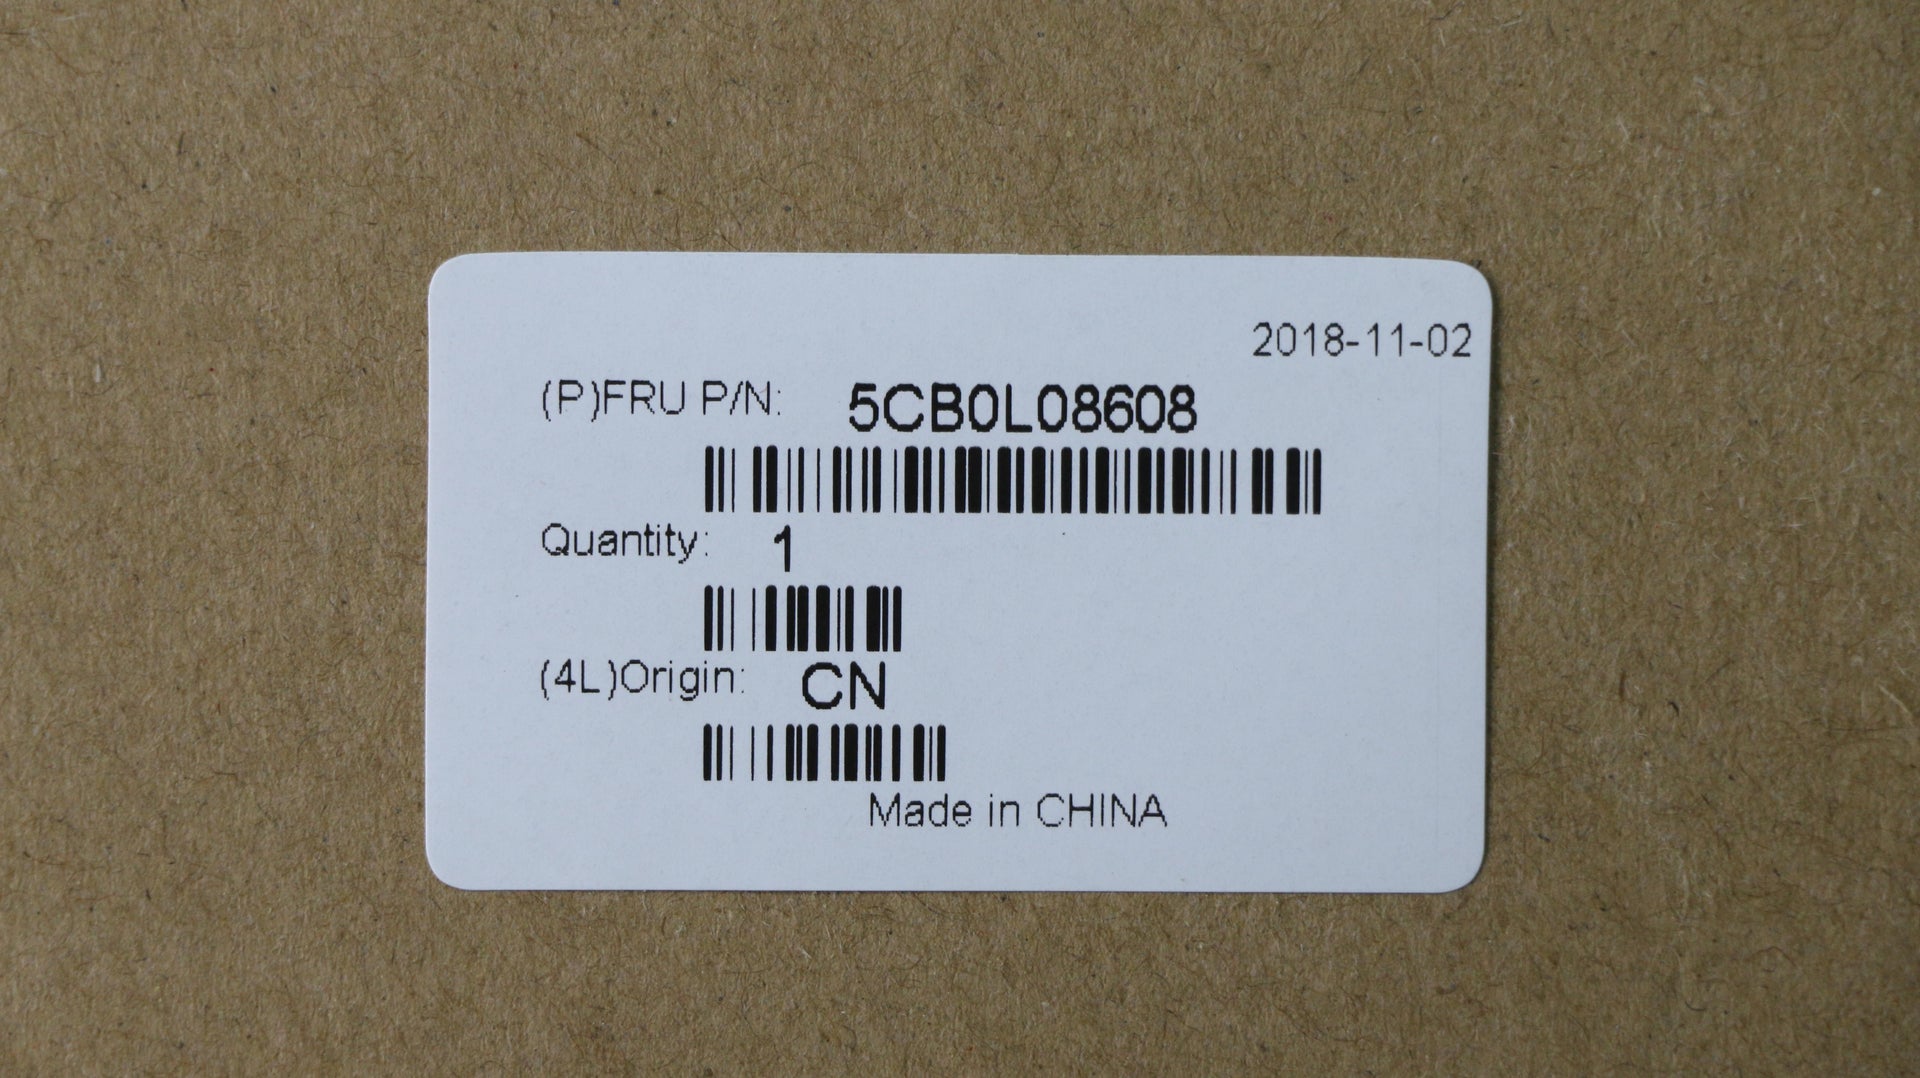 2018-11-02
(P)FRU P/N: 5CB0L08608
Quantity: 1
(4L)Origin: CN
Made in CHINA